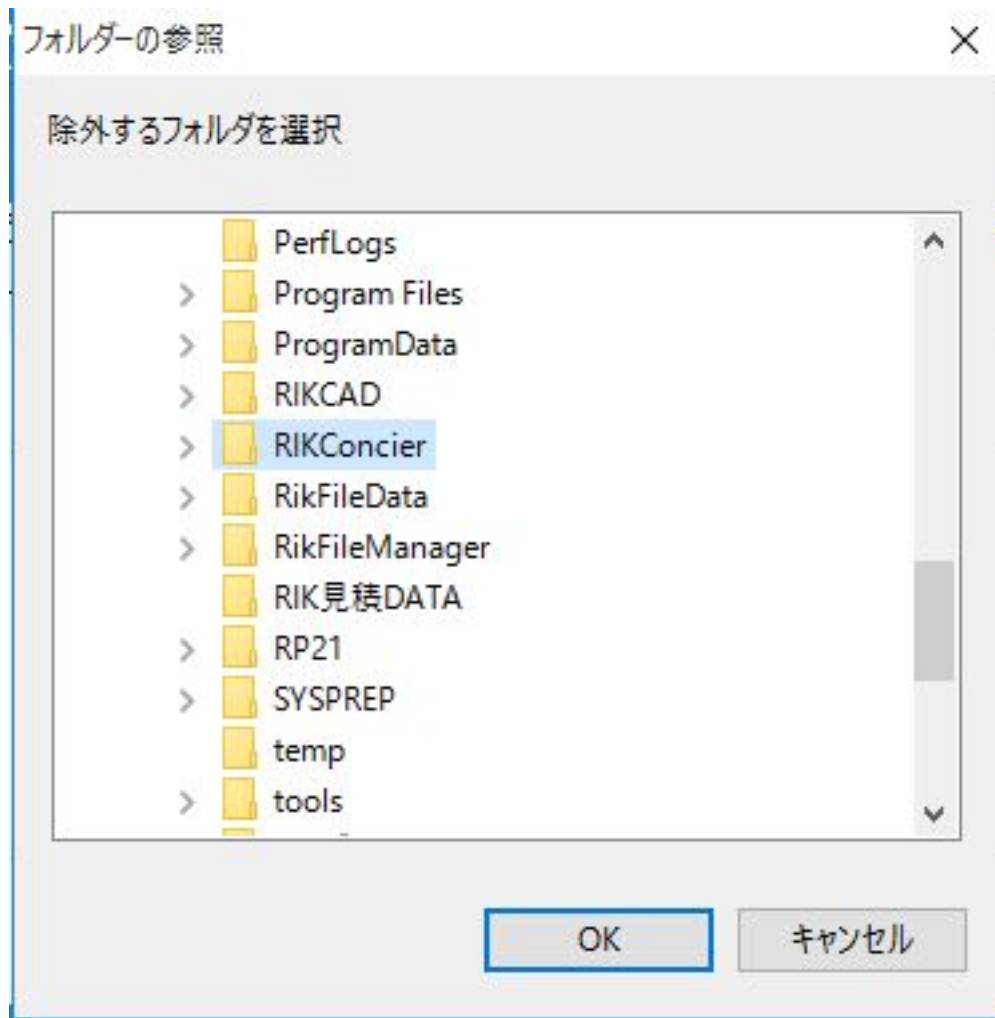 フォルダーの参照
除外するフォルダを選択
PerfLogs
Program Files
ProgramData
RIKCAD
RIKConcier
RikFileData
RikFileManager
RIK見積DATA
RP21
SYSPREP
temp
tools
OK
キャンセル